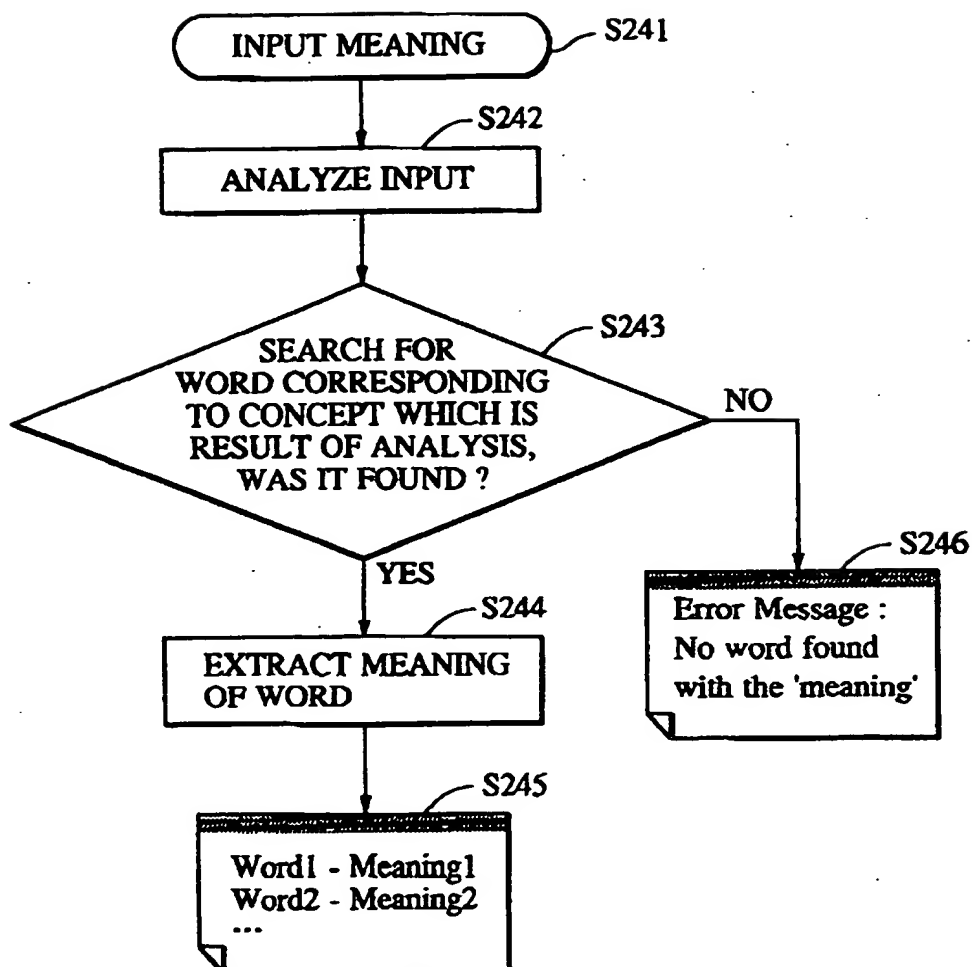 INPUT MEANING
S241
S242
ANALYZE INPUT
S243
SEARCH FOR
WORD CORRESPONDING
TO CONCEPT WHICH IS
RESULT OF ANALYSIS,
WAS IT FOUND ?
NO
YES
S246
Error Message :
No word found
with the 'meaning'
S244
EXTRACT MEANING
OF WORD
S245
Word1 - Meaning1
Word2 - Meaning2
...